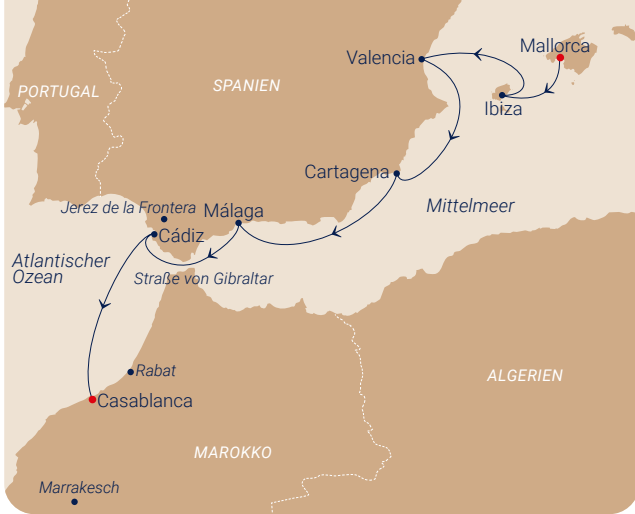 Mallorca
Valencia
PORTUGAL
SPANIEN
Ibiza
Cartagena
Jerez de la Frontera
Málaga
Mittelmeer
Cádiz
Atlantischer
Ozean
Straße von Gibraltar
Rabat
ALGERIEN
Casablanca
MAROKKO
Marrakesch